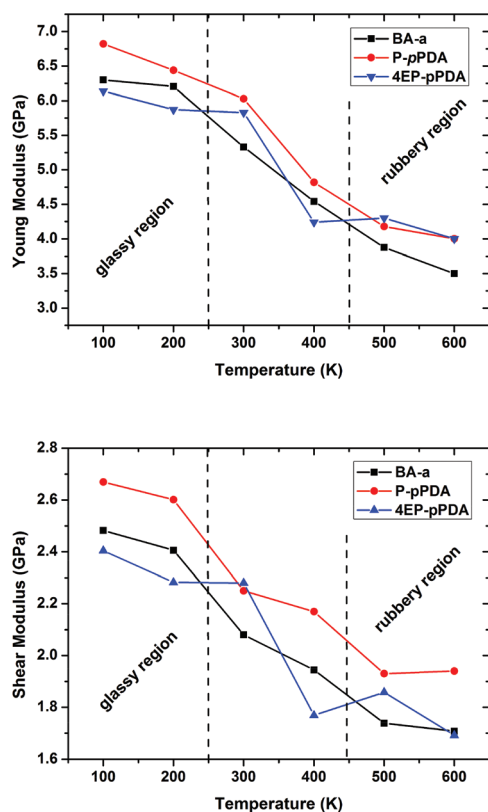 7.0
6.5
6.0
5.5
5.0
4.5
4.0
3.5
3.0
Young Modulus (GPa)
BA-a
P-pPDA
4EP-pPDA
glassy region
rubbery region
100 200 300 400 500 600
Temperature (K)
2.8
2.6
2.4
2.2
2.0
1.8
1.6
Shear Modulus (GPa)
BA-a
P-pPDA
4EP-pPDA
glassy region
rubbery region
100 200 300 400 500 600
Temperature (K)